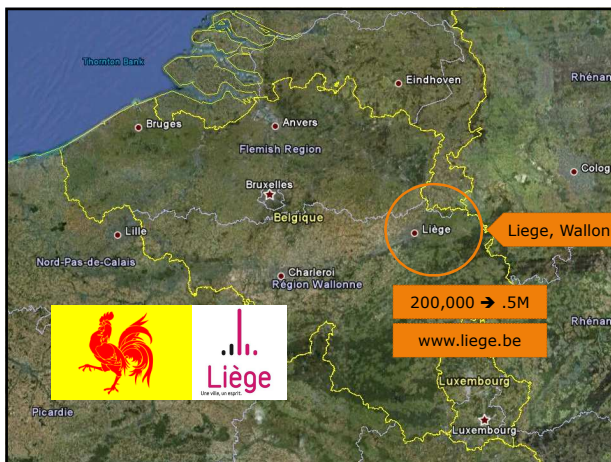 Thornton Bank
Eindhoven
Rhénan
Bruges
Anvers
Flemish Region
Colog
Bruxelles
Belgique
Lille
Liège
Liege, Wallon
Nord-Pas-de-Calais
Charleroi
Région Wallonne
200,000 ➔ .5M
Rhénan
www.liege.be
Liège
Une ville, un esprit.
Luxembourg
Picardie
Luxembourg